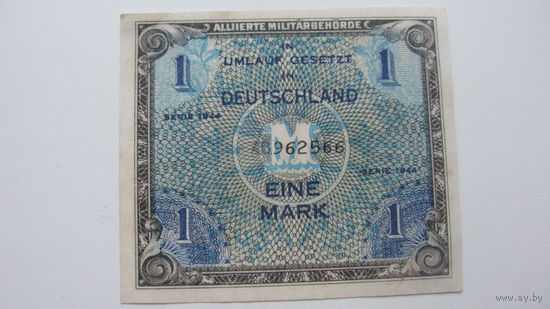 ALLIIERTE MILITÄRBEHÖRDE
1 IN 1
UMLAUF GESETZT
IN
DEUTSCHLAND
SERIE 1944
M
962566
SERIE 1944
EINE
1 MARK 1
www.ay.by